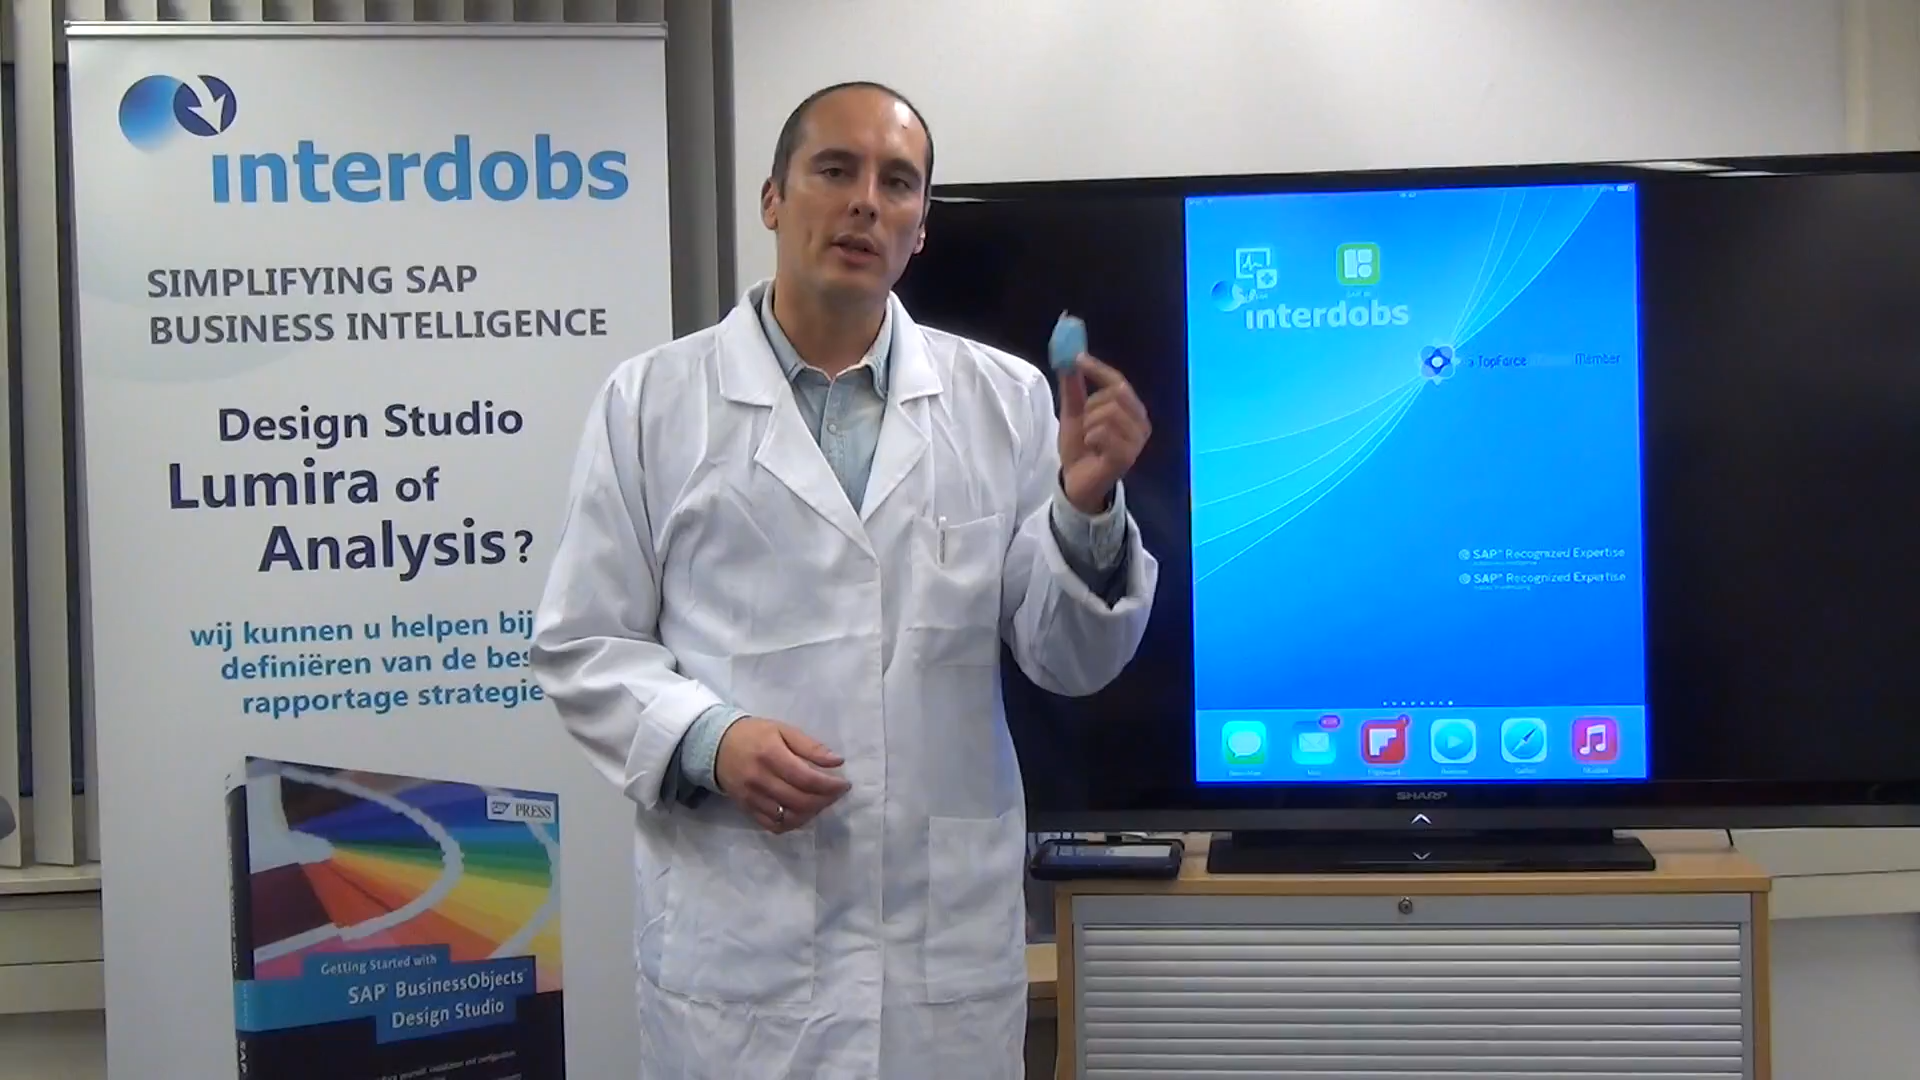 interdobs
SIMPLIFYING SAP
BUSINESS INTELLIGENCE
Design Studio
Lumira of
Analysis?
wij kunnen u helpen bij
definiëren van de bes
rapportage strategie
SAP PRESS
Getting Started with
SAP BusinessObjects
Design Studio
SAP
interdobs
a TopForce Member
SAP® Recognized Expertise
SAP® Recognized Expertise
SHARP